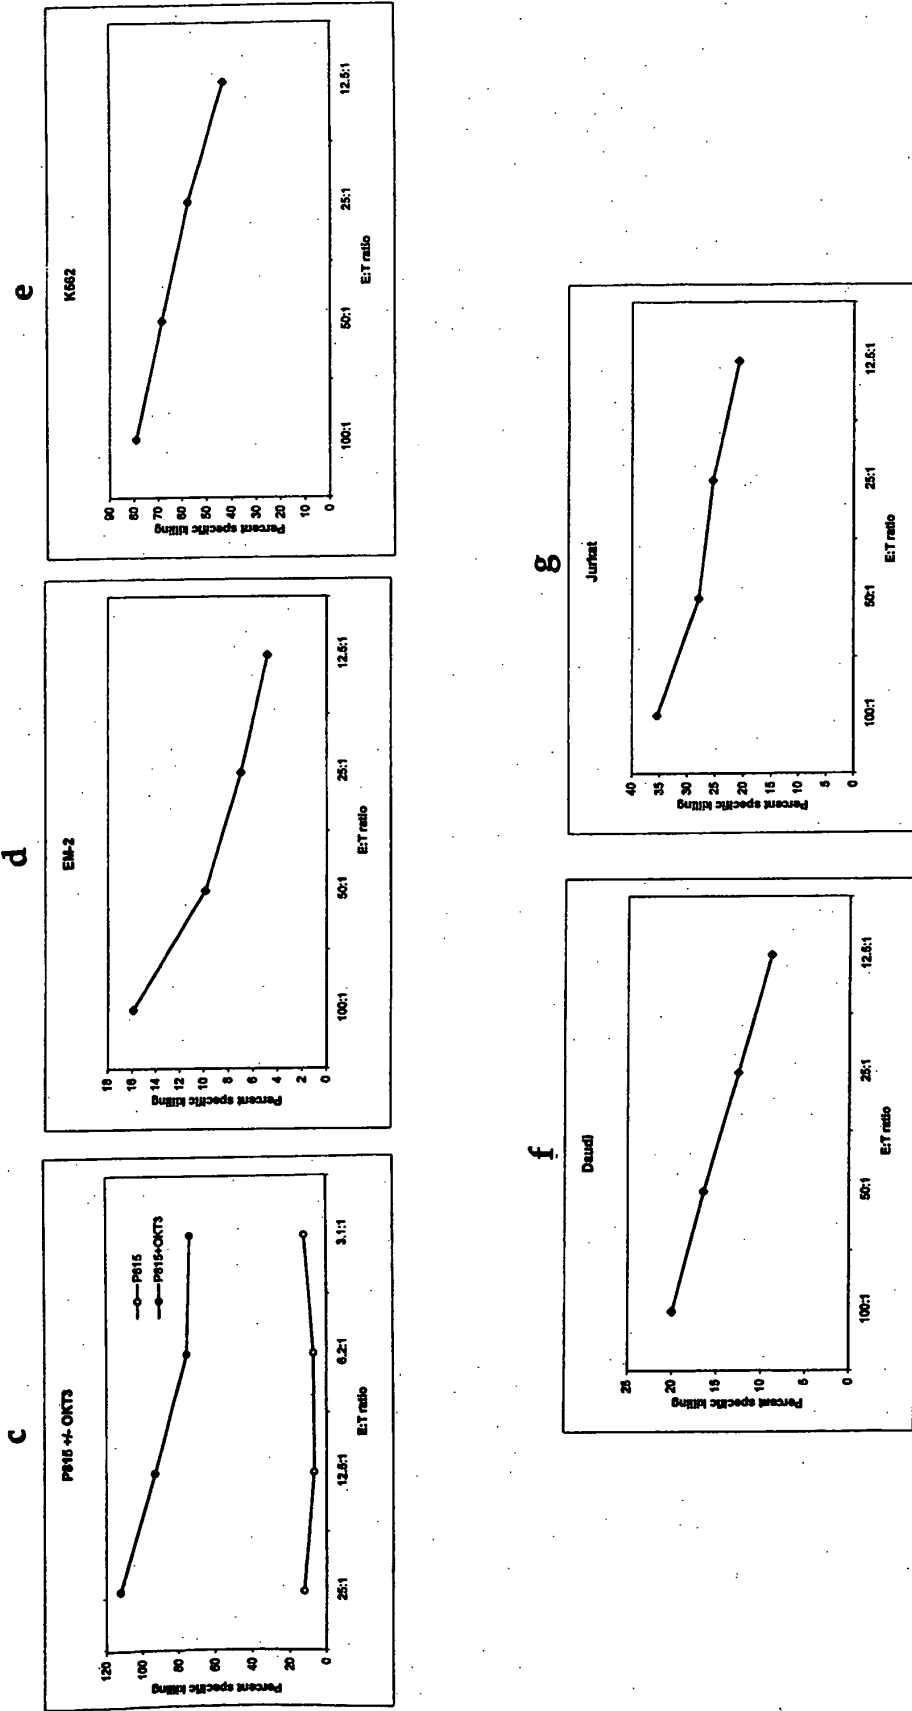 c
P815 +/- OKT3
P815
P815+OKT3
120
100
80
60
40
20
0
Percent specific killing
25:1
12.5:1
6.2:1
3.1:1
E:T ratio
d
EM-2
18
16
14
12
10
8
6
4
2
0
Percent specific killing
100:1
50:1
25:1
12.5:1
E:T ratio
e
K562
90
80
70
60
50
40
30
20
10
0
Percent specific killing
100:1
50:1
25:1
12.5:1
E:T ratio
f
Daudi
25
20
15
10
5
0
Percent specific killing
100:1
50:1
25:1
12.5:1
E:T ratio
g
Jurkat
40
35
30
25
20
15
10
5
0
Percent specific killing
100:1
50:1
25:1
12.5:1
E:T ratio